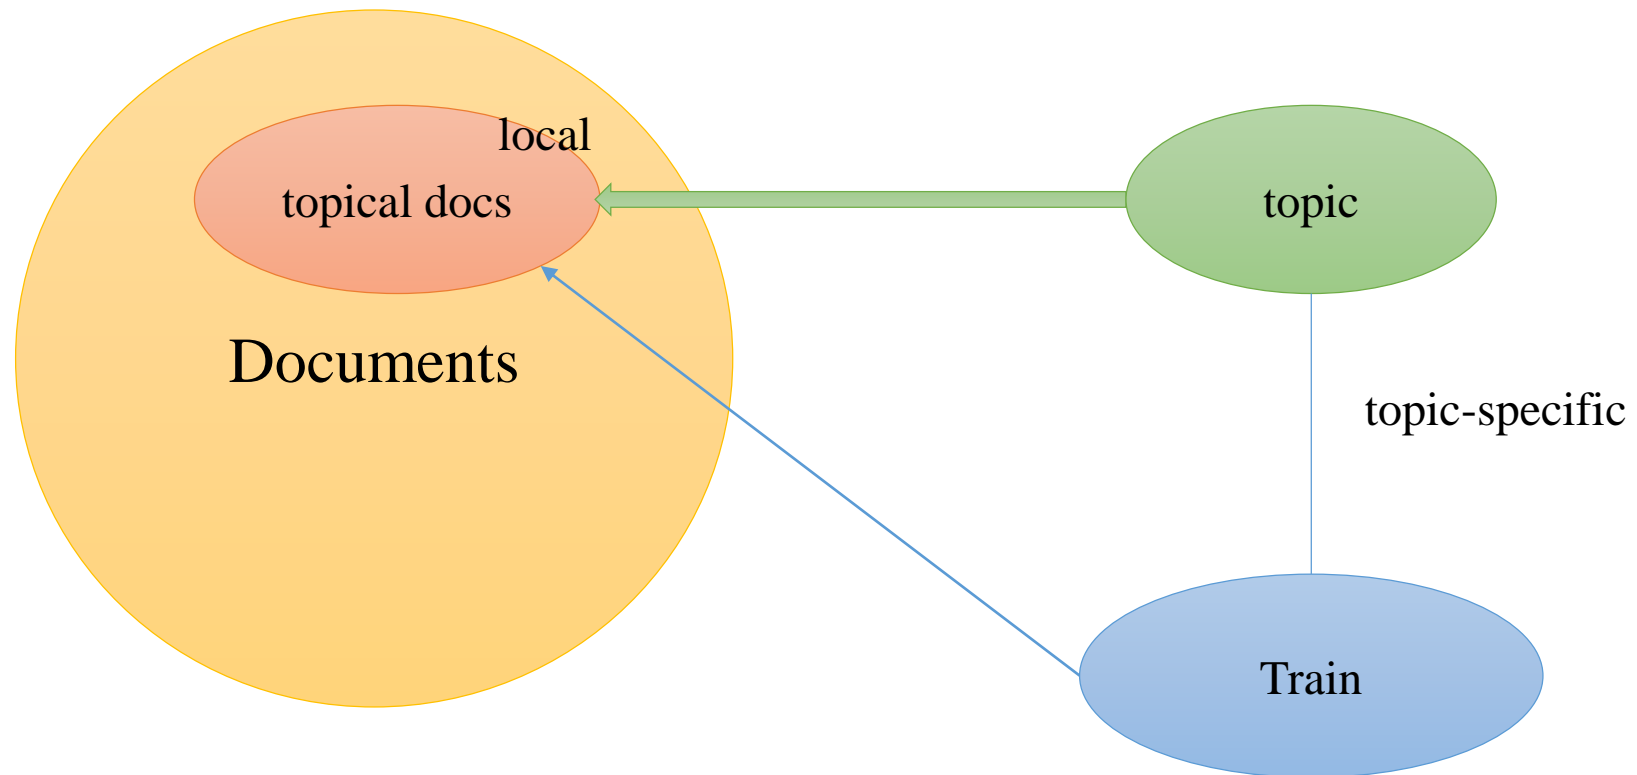 local
topical docs
topic
Documents
topic-specific
Train